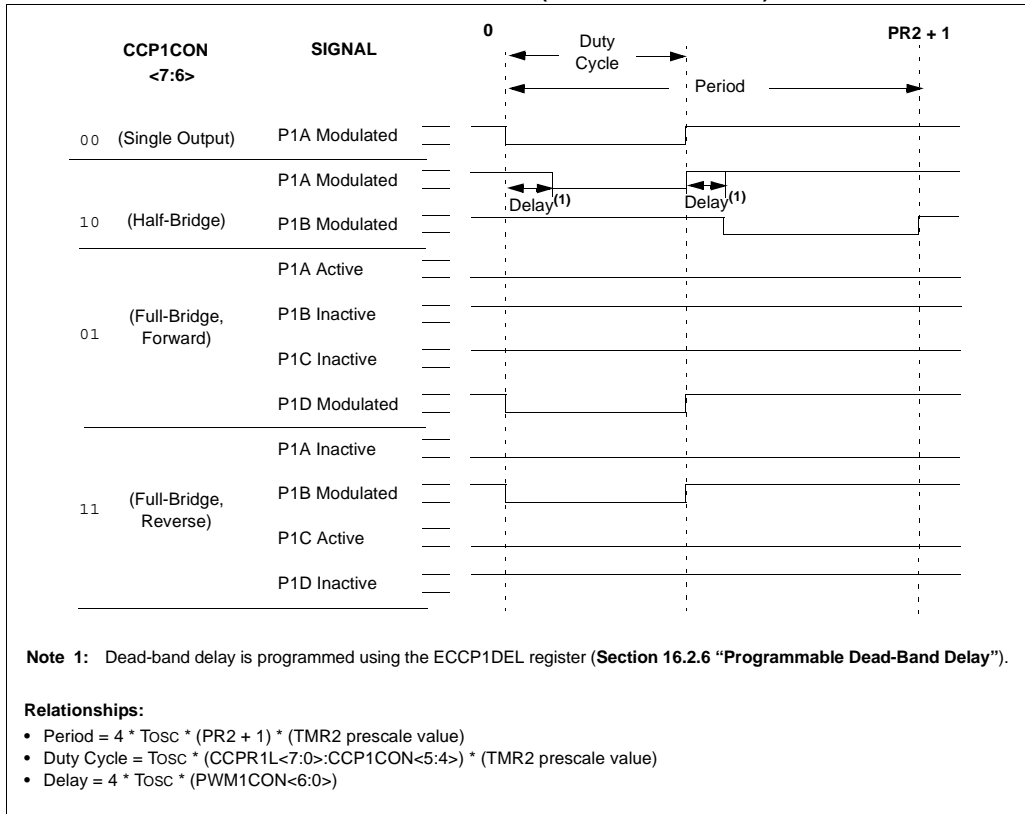 0
PR2 + 1
CCP1CON
<7:6>
SIGNAL
Duty
Cycle
Period
00 (Single Output) P1A Modulated
P1A Modulated
Delay(1) Delay(1)
10 (Half-Bridge) P1B Modulated
P1A Active
01 (Full-Bridge,
Forward)
P1B Inactive
P1C Inactive
P1D Modulated
P1A Inactive
11 (Full-Bridge,
Reverse)
P1B Modulated
P1C Active
P1D Inactive
Note 1: Dead-band delay is programmed using the ECCP1DEL register (Section 16.2.6 “Programmable Dead-Band Delay”).
Relationships:
• Period = 4 * TOSC * (PR2 + 1) * (TMR2 prescale value)
• Duty Cycle = TOSC * (CCPR1L<7:0>:CCP1CON<5:4>) * (TMR2 prescale value)
• Delay = 4 * TOSC * (PWM1CON<6:0>)